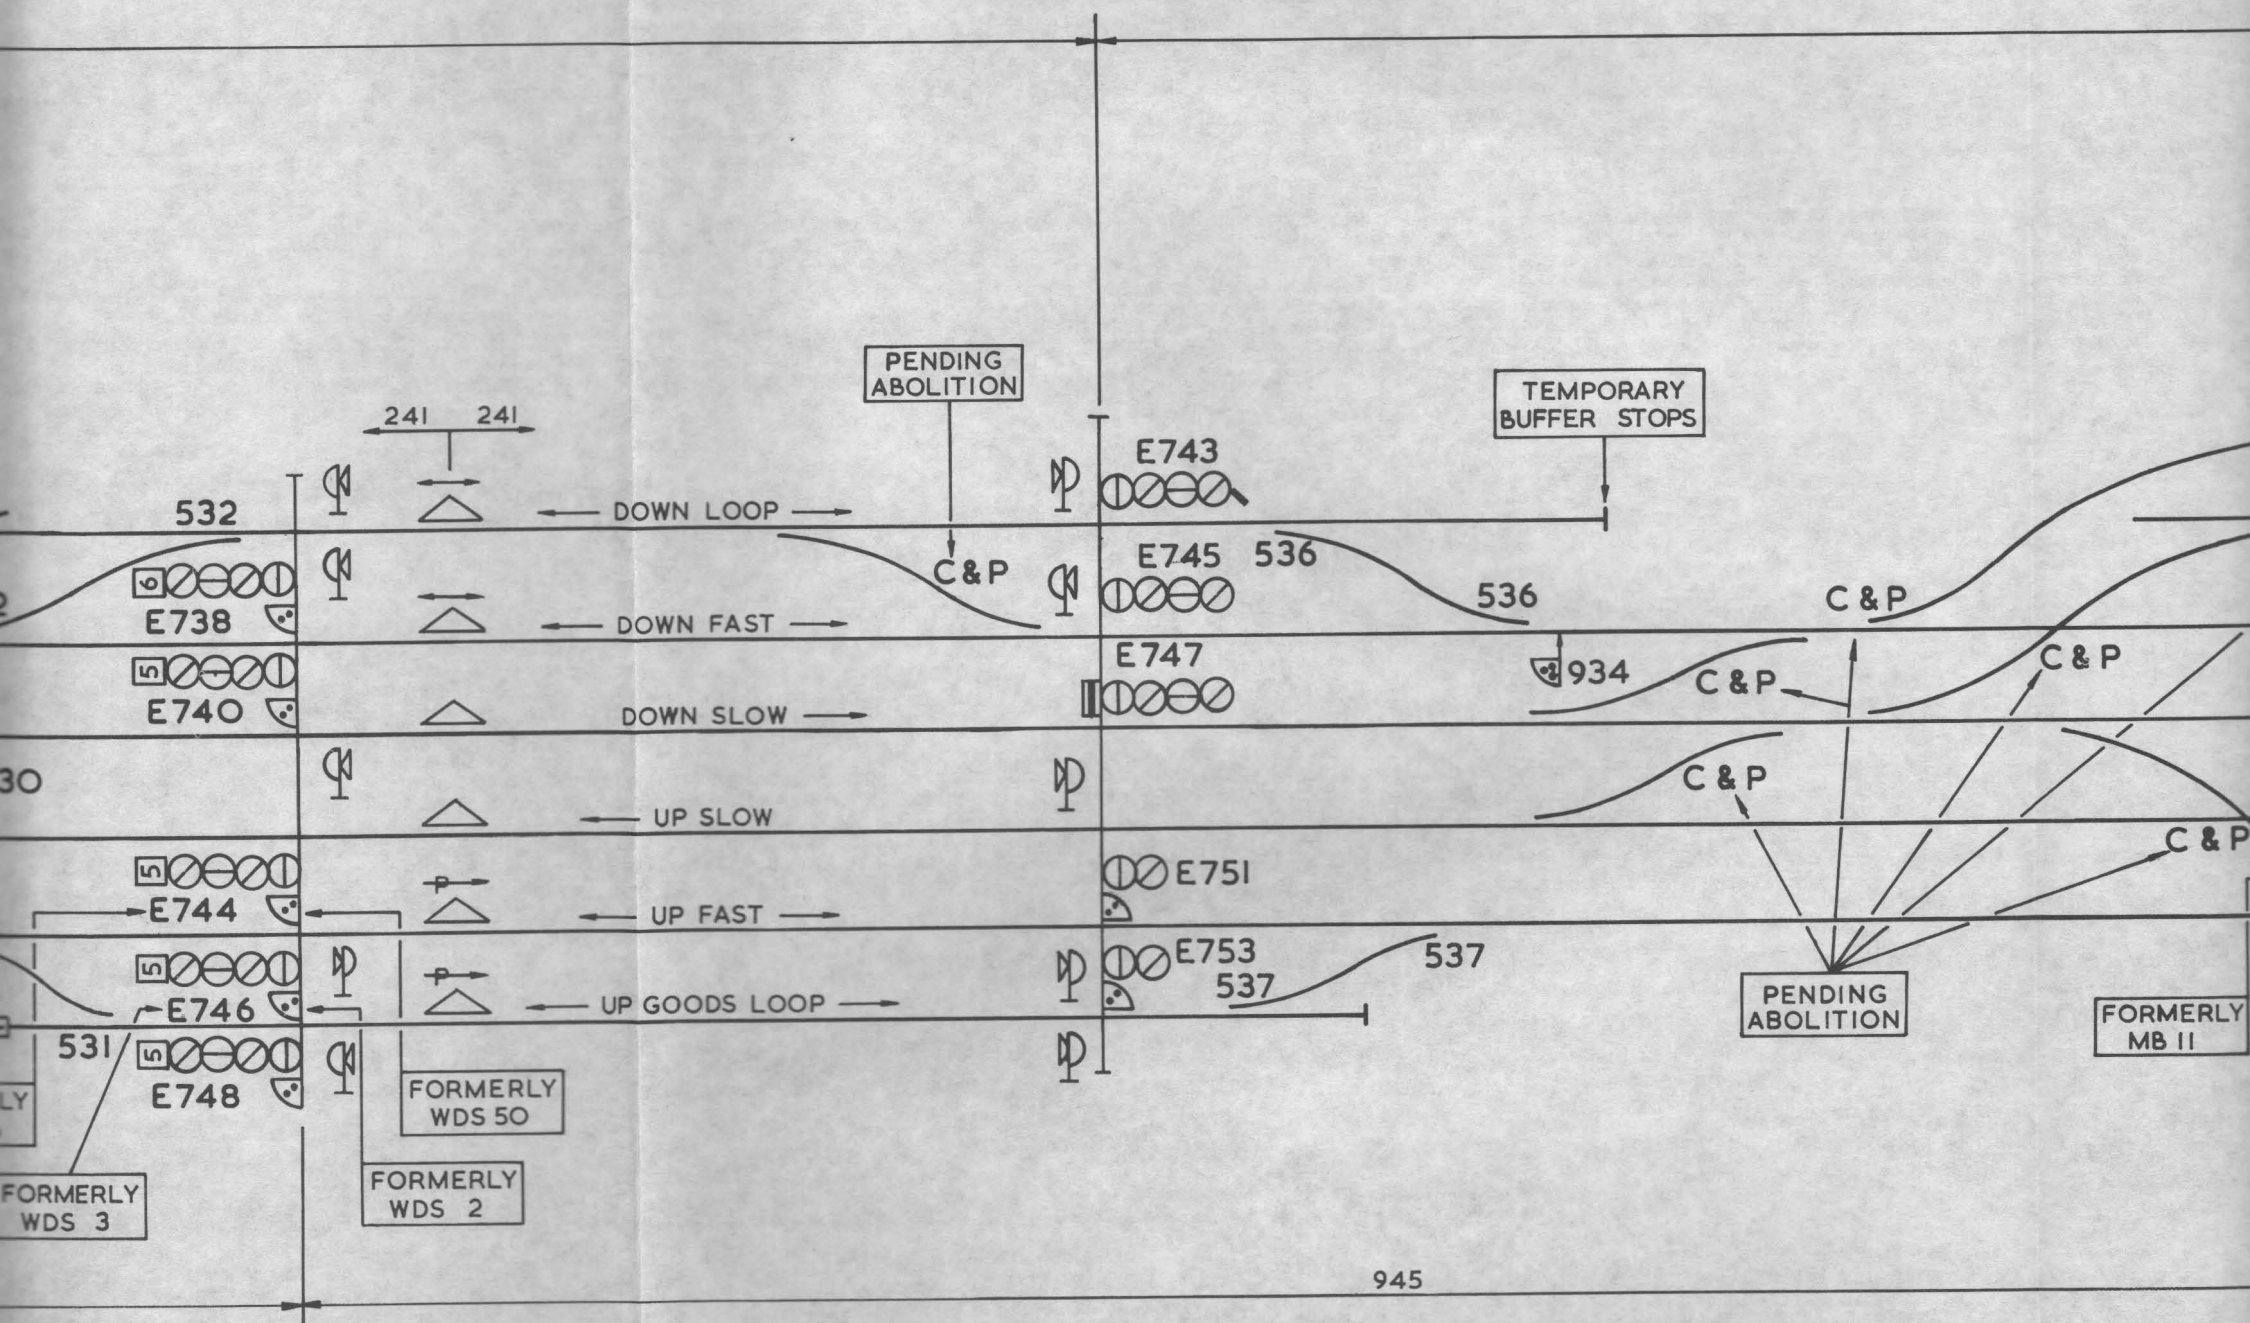 PENDING
ABOLITION
TEMPORARY
BUFFER STOPS
241 241
E743
532
DOWN LOOP
E745
536
C&P
6
E738
DOWN FAST
536
C&P
E747
5
E740
DOWN SLOW
934
C&P
C&P
30
UP SLOW
C&P
C&P
5
E744
P
UP FAST
E751
5
E746
P
UP GOODS LOOP
E753
537
537
531
5
E748
PENDING
ABOLITION
FORMERLY
MB 11
LY
FORMERLY
WDS 50
FORMERLY
WDS 3
FORMERLY
WDS 2
945